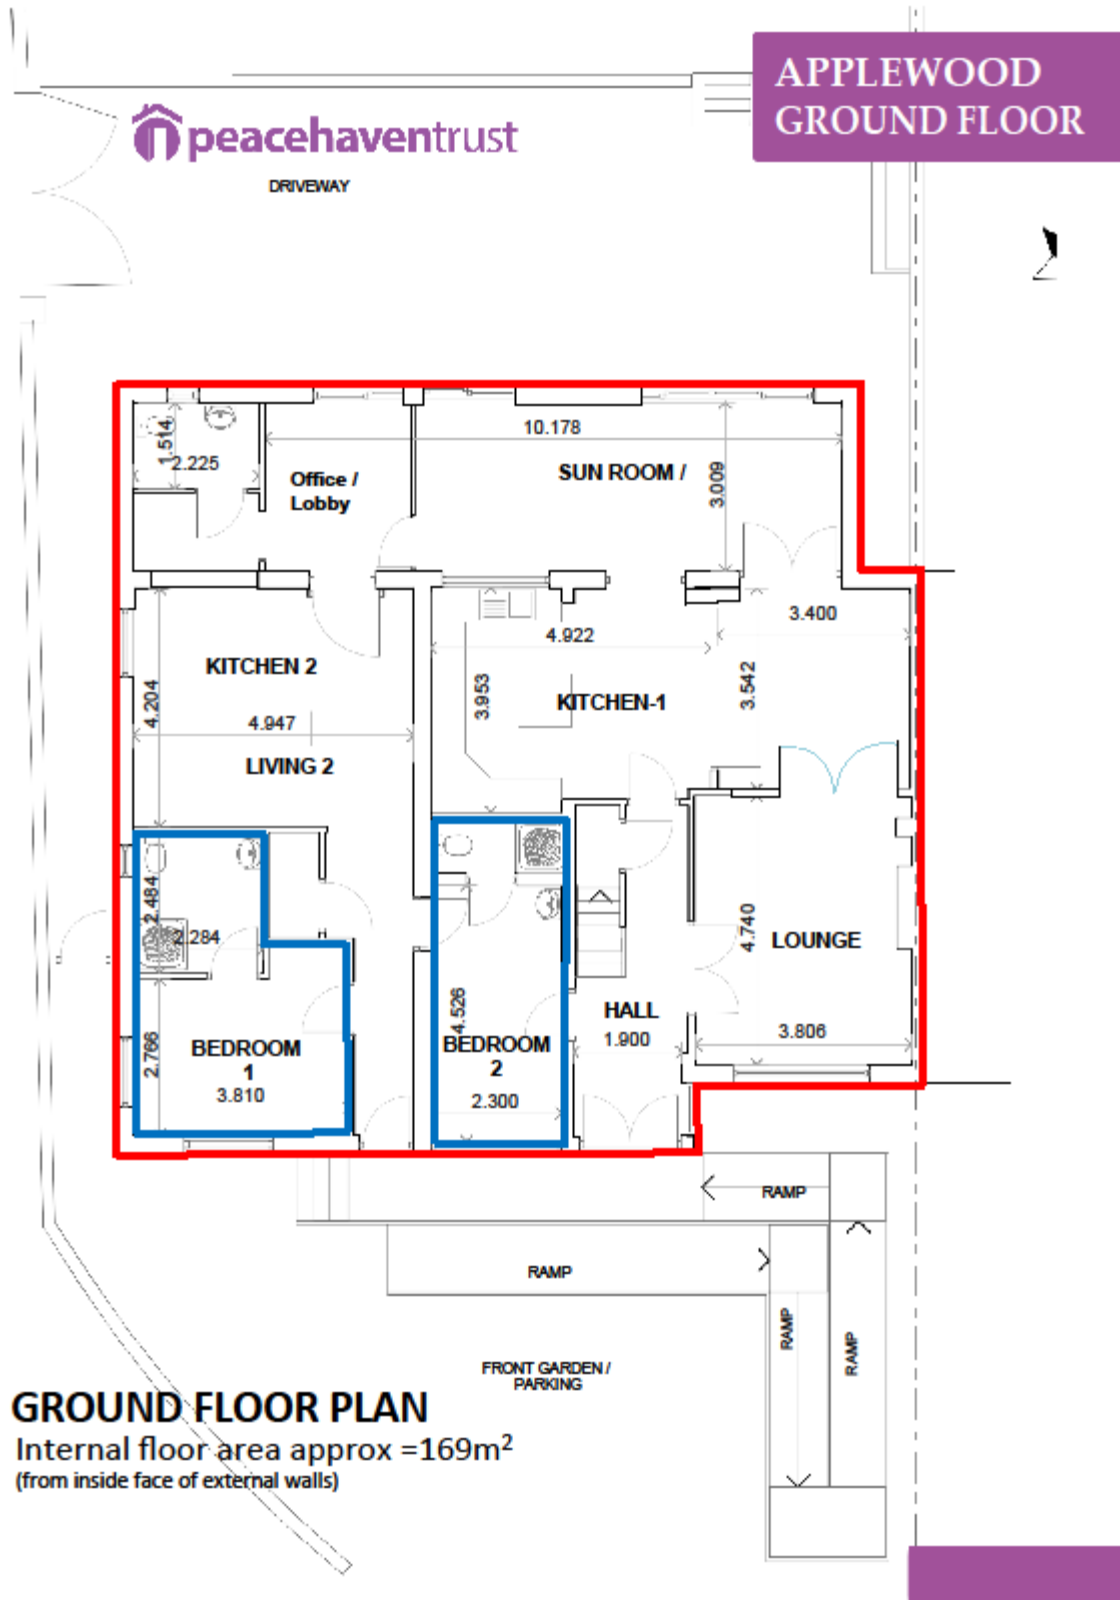 APPLEWOOD
GROUND FLOOR
peacehaventrust
DRIVEWAY
10.178
1.514
2.225
Office /
Lobby
SUN ROOM /
3.009
3.400
4.922
KITCHEN 2
4.204
3.953
KITCHEN-1
3.542
4.947
LIVING 2
2.484
2.284
4.740
LOUNGE
4.526
HALL
1.900
3.806
2.766
BEDROOM
1
3.810
BEDROOM
2
2.300
RAMP
RAMP
RAMP
RAMP
FRONT GARDEN /
PARKING
GROUND FLOOR PLAN
Internal floor area approx =169m²
(from inside face of external walls)